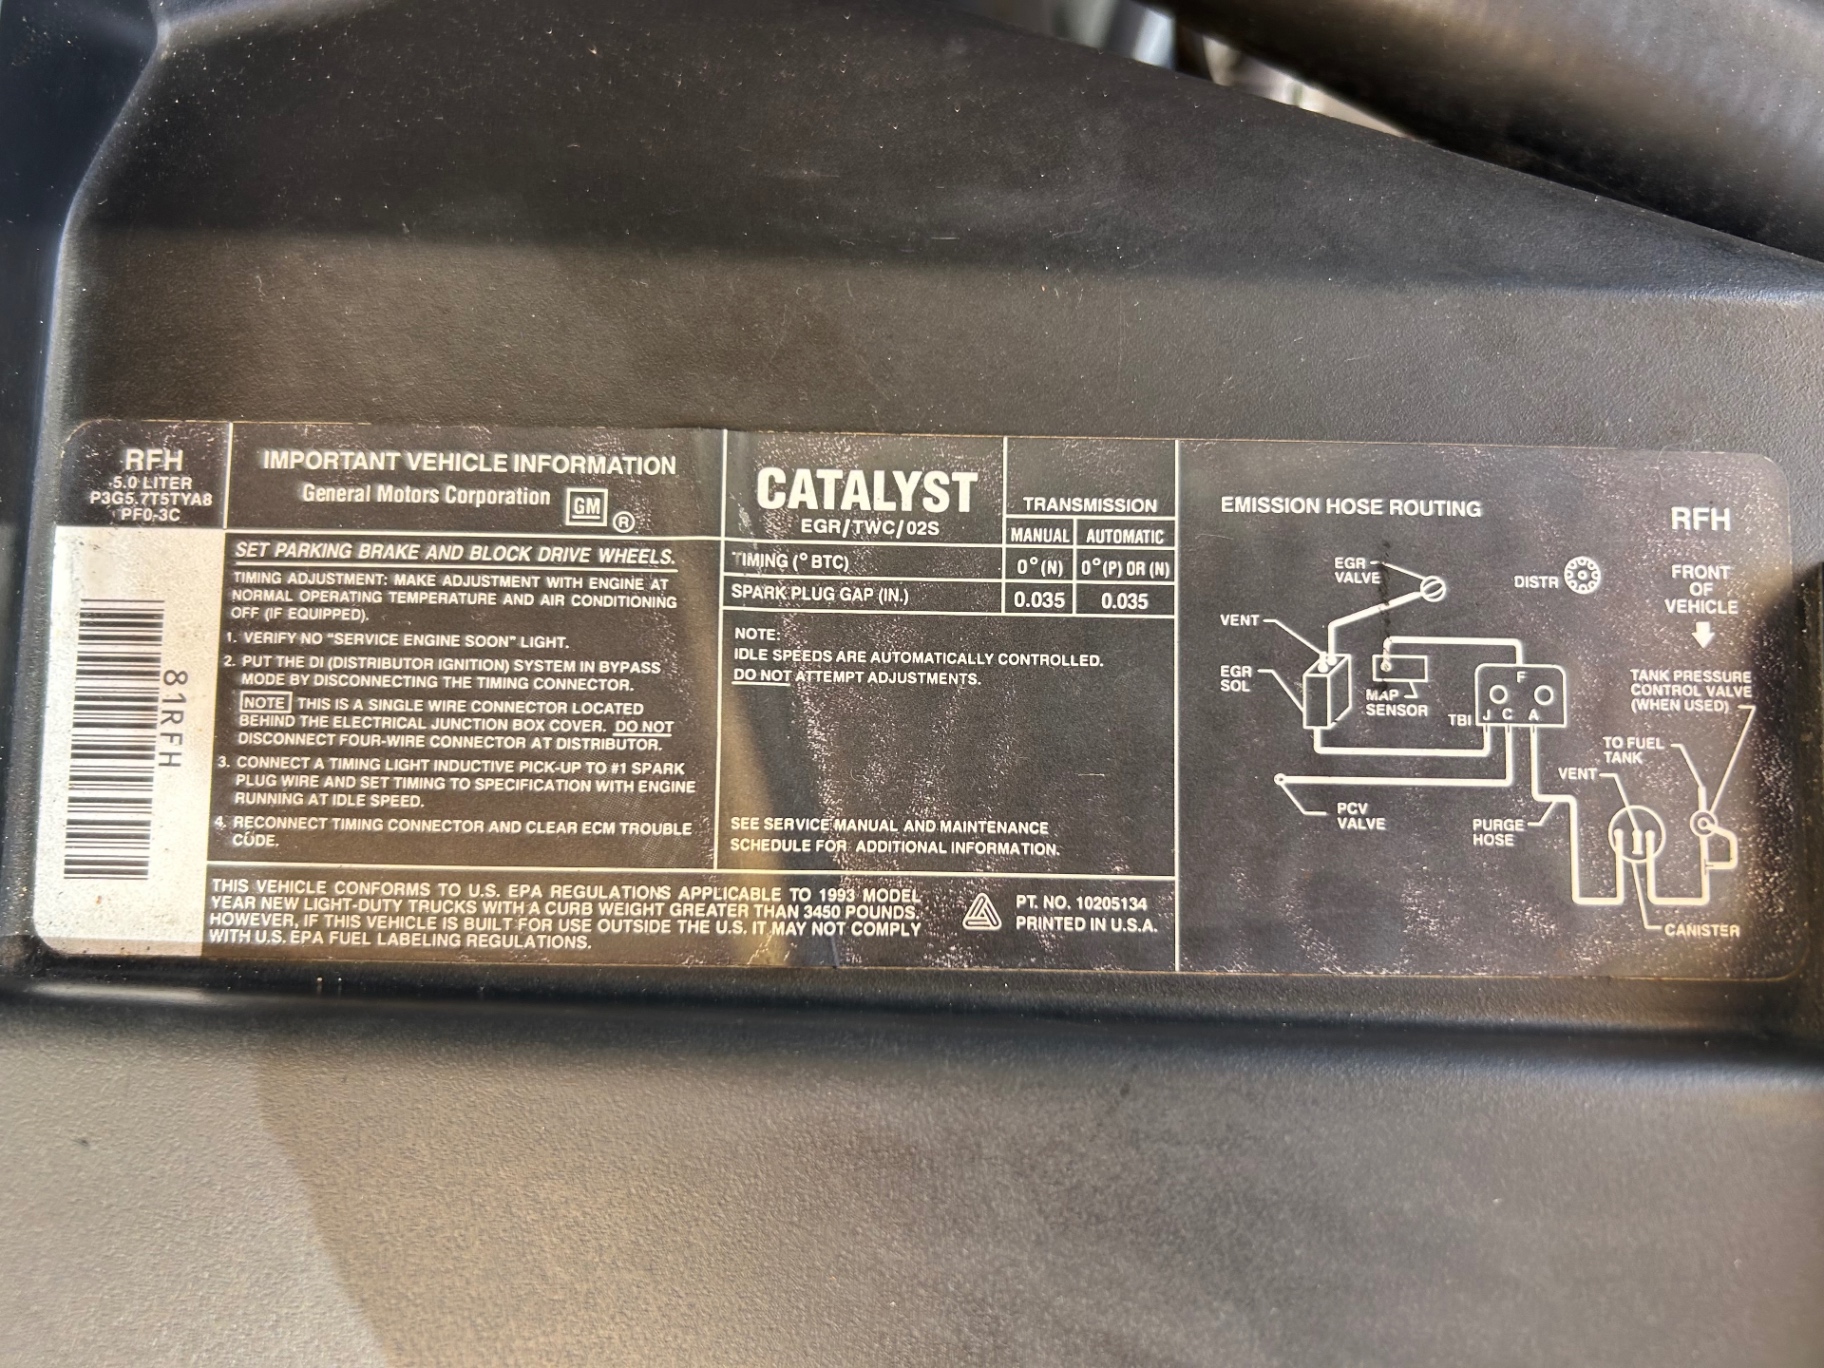 RFH
5.0 LITER
P3G5.7T5TYA8
PF0-3C
81RFH
IMPORTANT VEHICLE INFORMATION
General Motors Corporation GM ®
SET PARKING BRAKE AND BLOCK DRIVE WHEELS.
TIMING ADJUSTMENT: MAKE ADJUSTMENT WITH ENGINE AT
NORMAL OPERATING TEMPERATURE AND AIR CONDITIONING
OFF (IF EQUIPPED).
1. VERIFY NO "SERVICE ENGINE SOON" LIGHT.
2. PUT THE DI (DISTRIBUTOR IGNITION) SYSTEM IN BYPASS
MODE BY DISCONNECTING THE TIMING CONNECTOR.
NOTE THIS IS A SINGLE WIRE CONNECTOR LOCATED
BEHIND THE ELECTRICAL JUNCTION BOX COVER. DO NOT
DISCONNECT FOUR-WIRE CONNECTOR AT DISTRIBUTOR.
3. CONNECT A TIMING LIGHT INDUCTIVE PICK-UP TO #1 SPARK
PLUG WIRE AND SET TIMING TO SPECIFICATION WITH ENGINE
RUNNING AT IDLE SPEED.
4. RECONNECT TIMING CONNECTOR AND CLEAR ECM TROUBLE
CODE.
CATALYST
EGR/TWC/02S
TRANSMISSION
MANUAL AUTOMATIC
TIMING (° BTC) 0° (N) 0° (P) OR (N)
SPARK PLUG GAP (IN.) 0.035 0.035
NOTE:
IDLE SPEEDS ARE AUTOMATICALLY CONTROLLED.
DO NOT ATTEMPT ADJUSTMENTS.
SEE SERVICE MANUAL AND MAINTENANCE
SCHEDULE FOR ADDITIONAL INFORMATION.
THIS VEHICLE CONFORMS TO U.S. EPA REGULATIONS APPLICABLE TO 1993 MODEL
YEAR NEW LIGHT-DUTY TRUCKS WITH A CURB WEIGHT GREATER THAN 3450 POUNDS.
HOWEVER, IF THIS VEHICLE IS BUILT FOR USE OUTSIDE THE U.S. IT MAY NOT COMPLY
WITH U.S. EPA FUEL LABELING REGULATIONS.
PT. NO. 10205134
PRINTED IN U.S.A.
EMISSION HOSE ROUTING
RFH
EGR
VALVE
DISTR
FRONT
OF
VEHICLE
VENT
EGR
SOL
MAP
SENSOR
TBI
F
J C A
TANK PRESSURE
CONTROL VALVE
(WHEN USED)
TO FUEL
TANK
VENT
PCV
VALVE
PURGE
HOSE
CANISTER